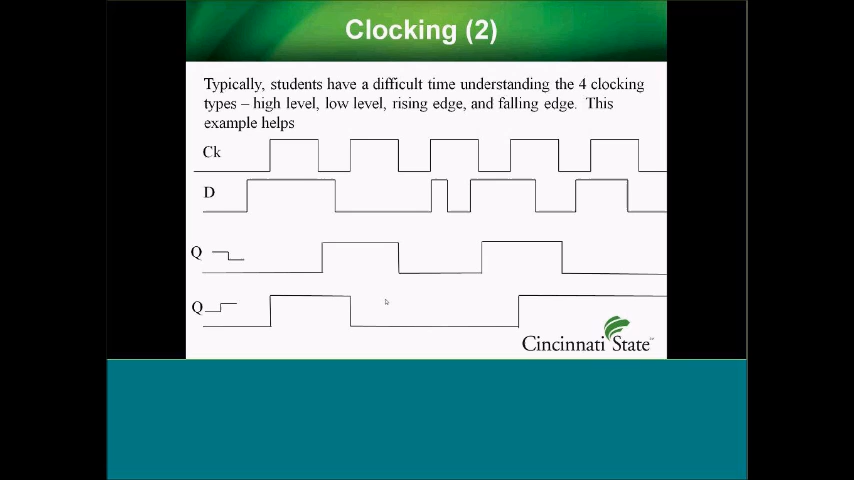 Clocking (2)
Typically, students have a difficult time understanding the 4 clocking
types – high level, low level, rising edge, and falling edge. This
example helps
Ck
D
Q
Q
Cincinnati State